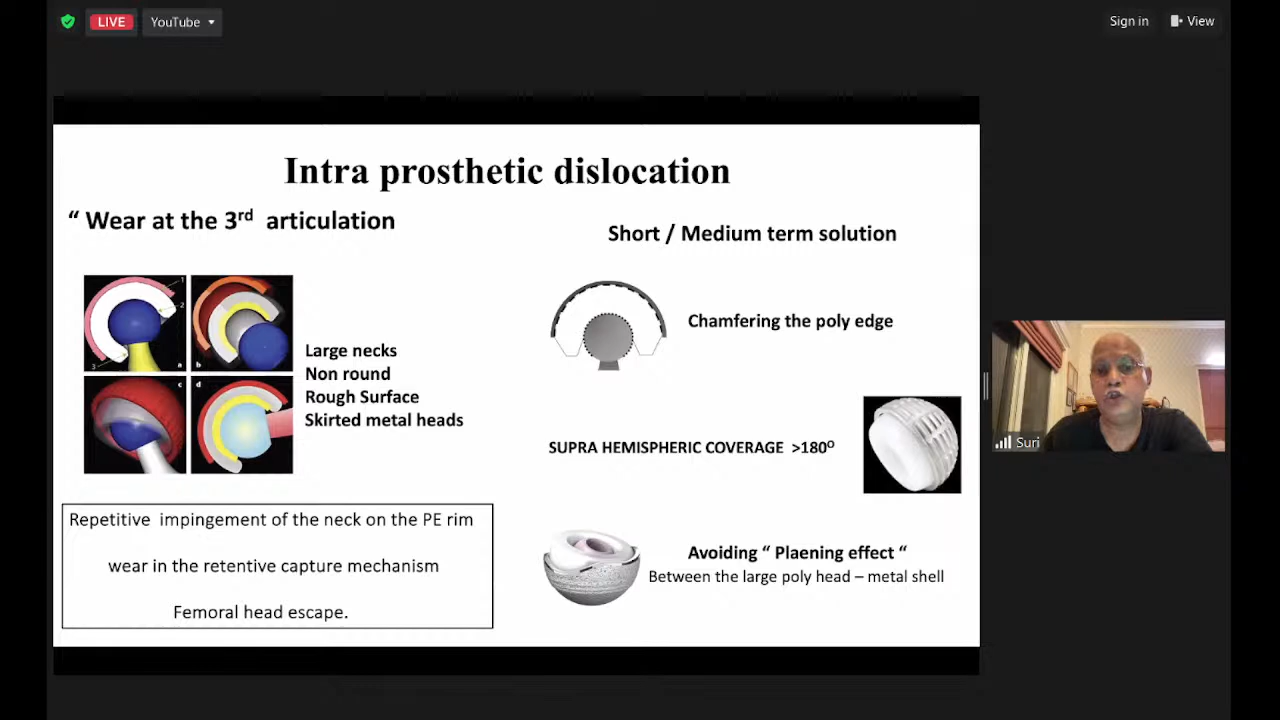 LIVE
YouTube
Sign in
View
Intra prosthetic dislocation
“ Wear at the 3rd articulation
Short / Medium term solution
1
2
3
a
b
c
d
Large necks
Non round
Rough Surface
Skirted metal heads
Chamfering the poly edge
SUPRA HEMISPHERIC COVERAGE >180O
Repetitive impingement of the neck on the PE rim
wear in the retentive capture mechanism
Femoral head escape.
Avoiding “ Plaening effect “
Between the large poly head – metal shell
Suri